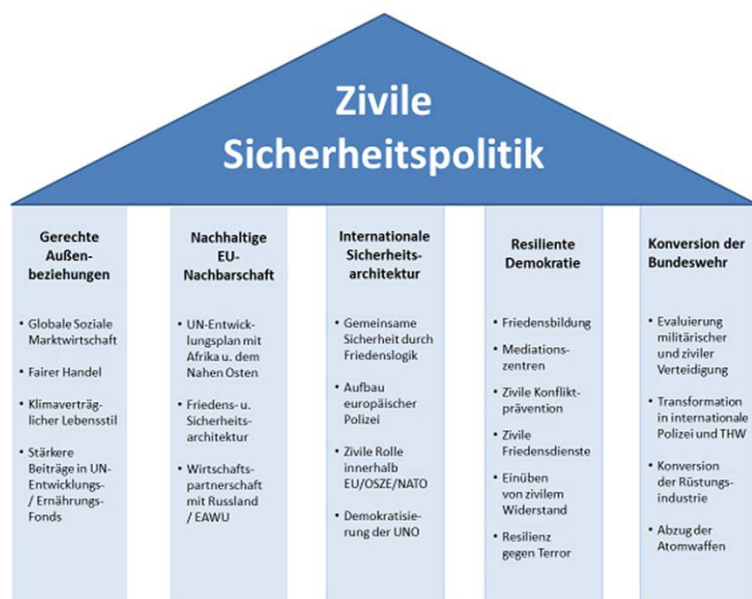 Zivile
Sicherheitspolitik
Gerechte
Außen-
beziehungen
• Globale Soziale
Marktwirtschaft
• Fairer Handel
• Klimaverträg-
licher Lebensstil
• Stärkere
Beiträge in UN-
Entwicklungs-
/ Ernährungs-
Fonds
Nachhaltige
EU-
Nachbarschaft
• UN-Entwick-
lungsplan mit
Afrika u. dem
Nahen Osten
• Friedens- u.
Sicherheits-
architektur
• Wirtschafts-
partnerschaft
mit Russland
/ EAWU
Internationale
Sicherheits-
architektur
• Gemeinsame
Sicherheit durch
Friedenslogik
• Aufbau
europäischer
Polizei
• Zivile Rolle
innerhalb
EU/OSZE/NATO
• Demokratisie-
rung der UNO
Resiliente
Demokratie
• Friedensbildung
• Mediations-
zentren
• Zivile Konflikt-
prävention
• Zivile
Friedensdienste
• Einüben
von zivilem
Widerstand
• Resilienz
gegen Terror
Konversion der
Bundeswehr
• Evaluierung
militärischer
und ziviler
Verteidigung
• Transformation
in internationale
Polizei und THW
• Konversion
der Rüstungs-
industrie
• Abzug der
Atomwaffen